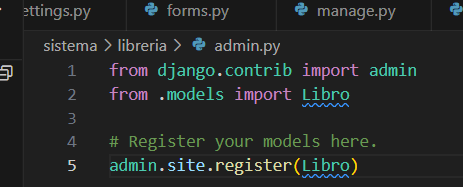 ettings.py forms.py manage.py
sistema > libreria > admin.py
1 from django.contrib import admin
2 from .models import Libro
3
4 # Register your models here.
5 admin.site.register(Libro)